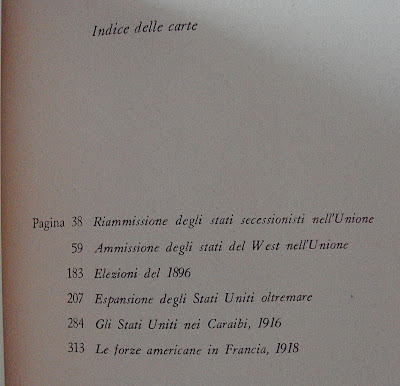 Indice delle carte
Pagina 38 Riammissione degli stati secessionisti nell'Unione
59 Ammissione degli stati del West nell'Unione
183 Elezioni del 1896
207 Espansione degli Stati Uniti oltremare
284 Gli Stati Uniti nei Caraibi, 1916
313 Le forze americane in Francia, 1918